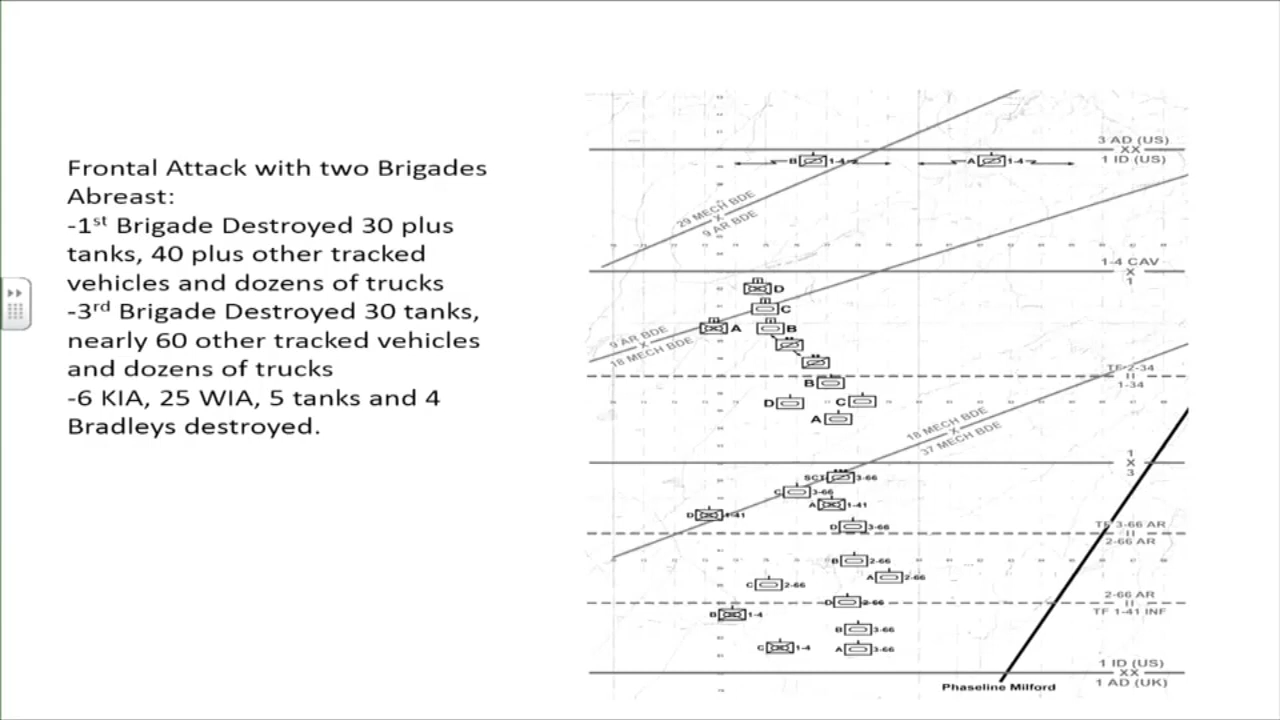 Frontal Attack with two Brigades
Abreast:
-1st Brigade Destroyed 30 plus
tanks, 40 plus other tracked
vehicles and dozens of trucks
-3rd Brigade Destroyed 30 tanks,
nearly 60 other tracked vehicles
and dozens of trucks
-6 KIA, 25 WIA, 5 tanks and 4
Bradleys destroyed.
3 AD (US)
XX
1 ID (US)
B 1-4
A 1-4
29 MECH BDE
X
9 AR BDE
1-4 CAV
X
1
D
C
A
B
9 AR BDE
X
18 MECH BDE
TF 2-34
II
1-34
B
D
C
A
18 MECH BDE
X
37 MECH BDE
1
X
3
SCT 3-66
C 3-66
A 1-41
D 1-41
D 3-66
TF 3-66 AR
II
2-66 AR
B 2-66
A 2-66
C 2-66
2-66 AR
II
TF 1-41 INF
D 2-66
B 1-4
B 3-66
C 1-4
A 3-66
1 ID (US)
XX
1 AD (UK)
Phaseline Milford